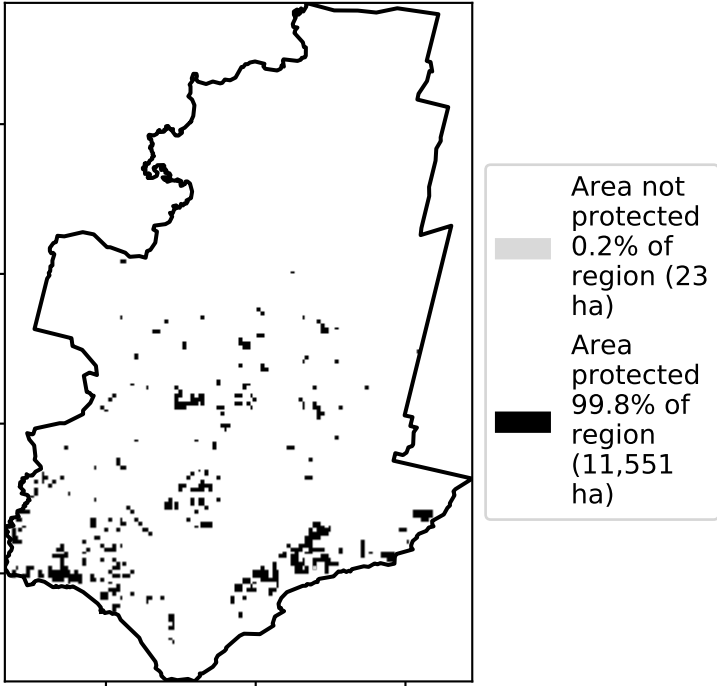 Area not
protected
0.2% of
region (23
ha)
Area
protected
99.8% of
region
(11,551
ha)